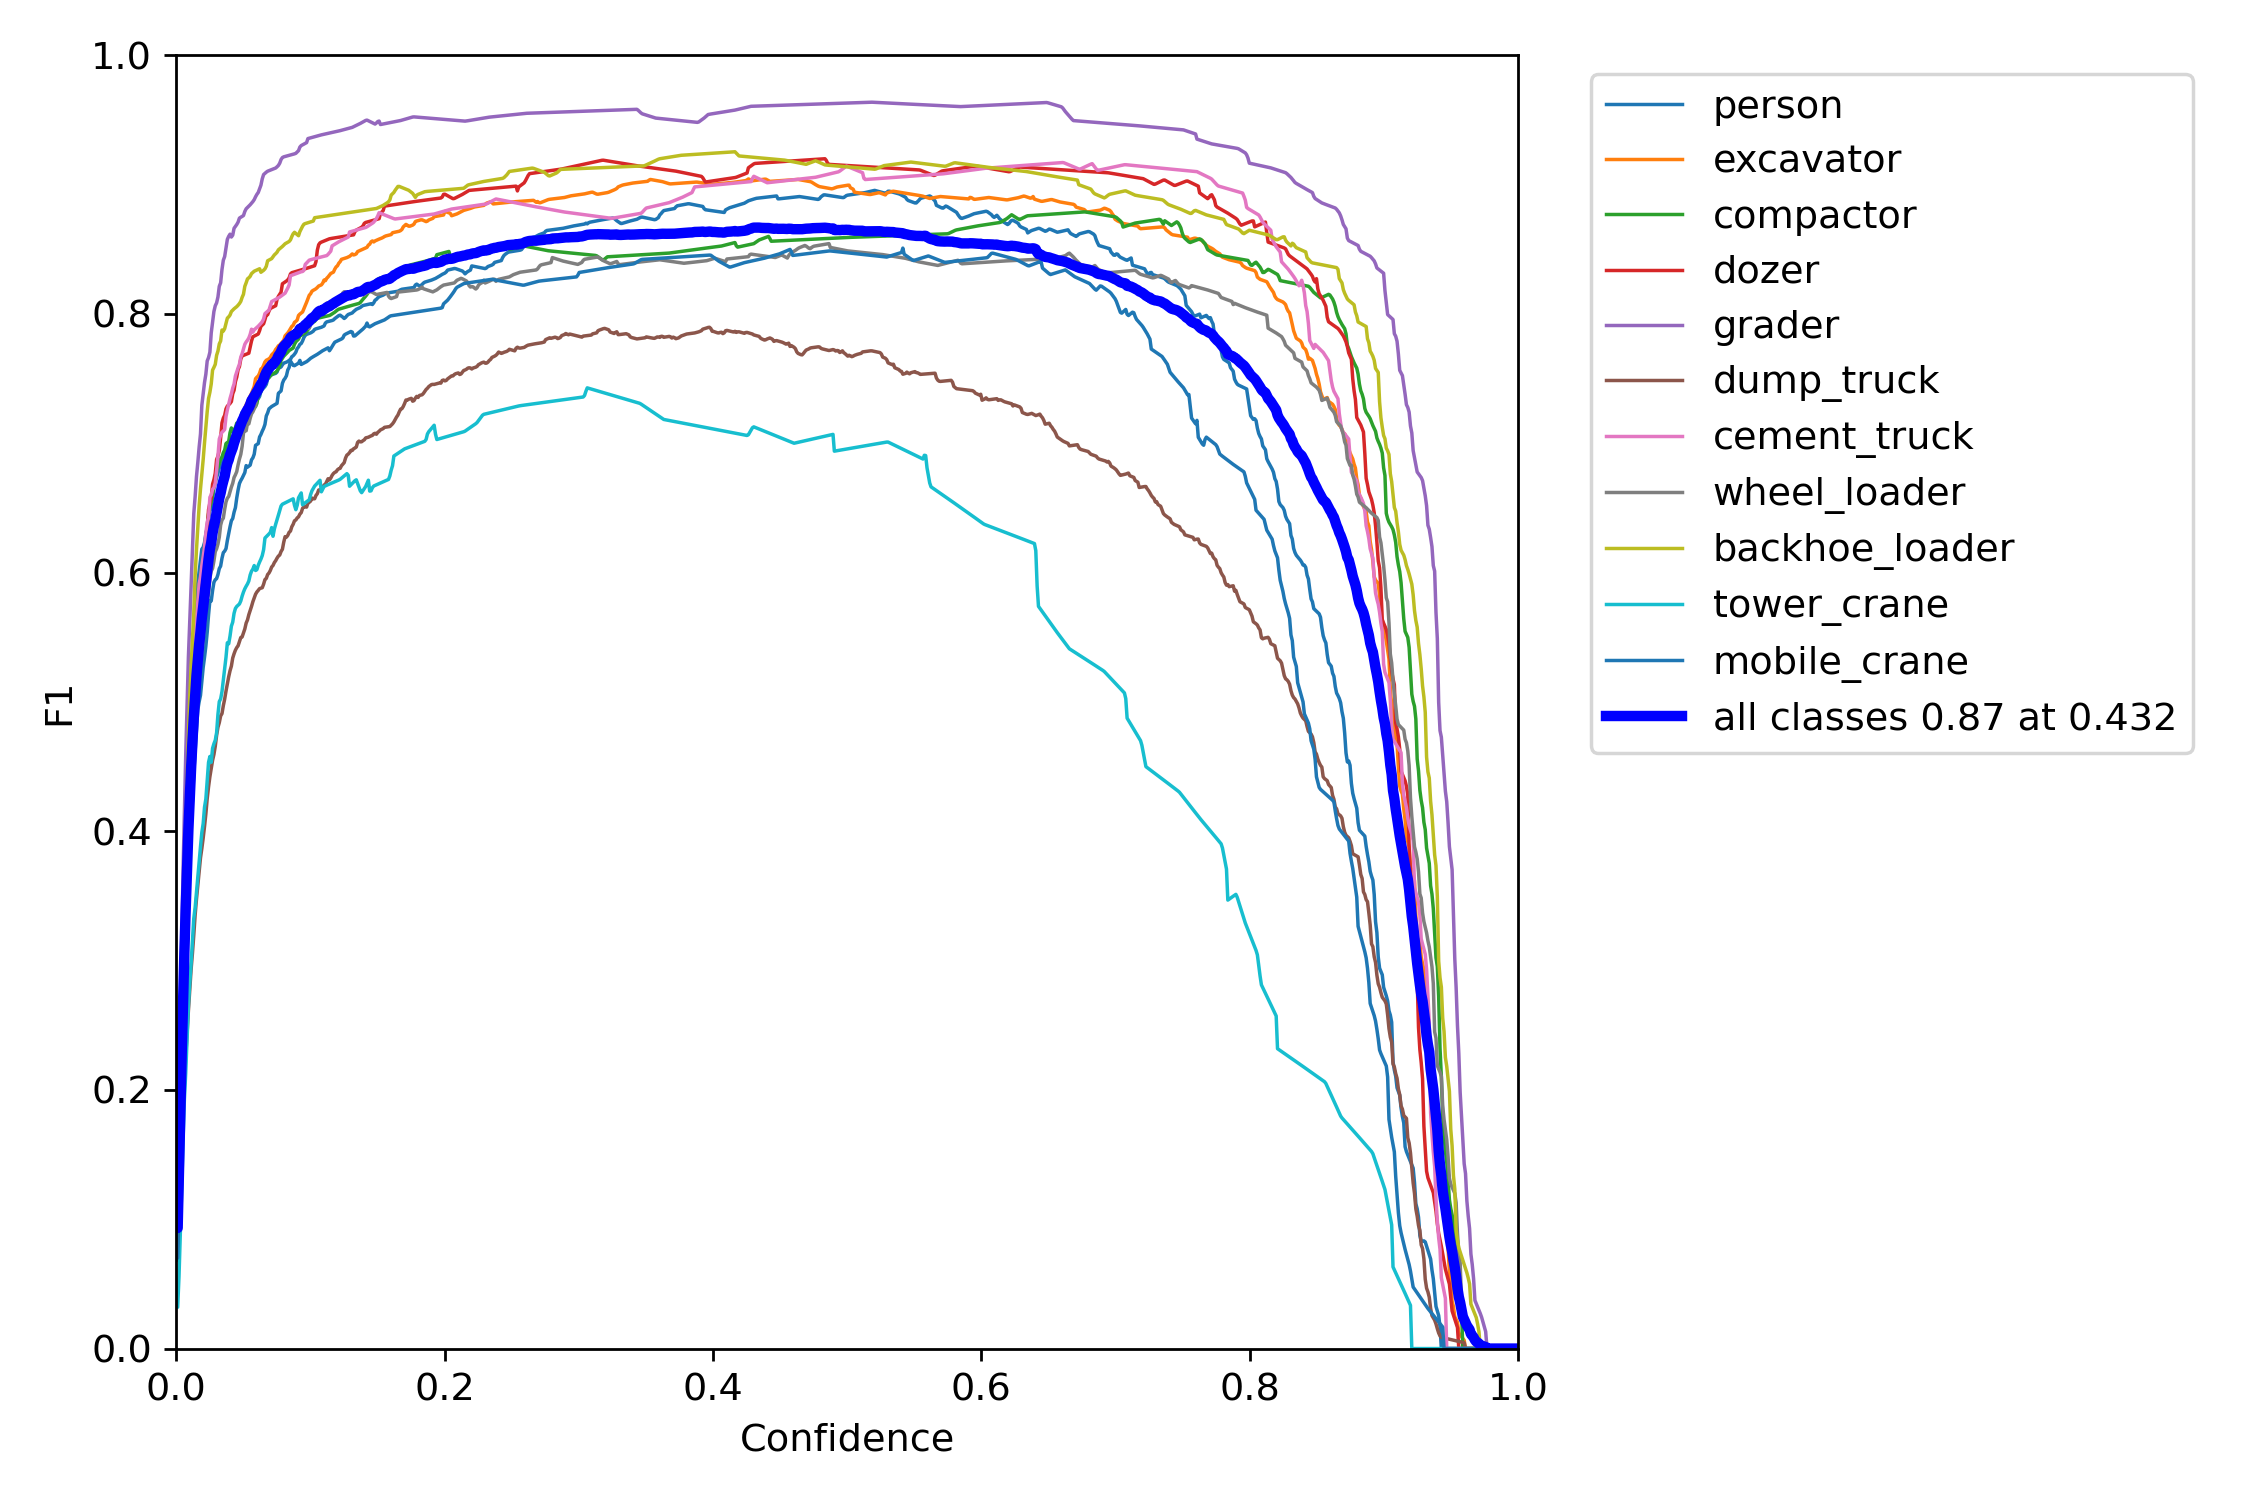 1.0
0.8
0.6
0.4
0.2
0.0
F1
0.0 0.2 0.4 0.6 0.8 1.0
Confidence
person
excavator
compactor
dozer
grader
dump_truck
cement_truck
wheel_loader
backhoe_loader
tower_crane
mobile_crane
all classes 0.87 at 0.432